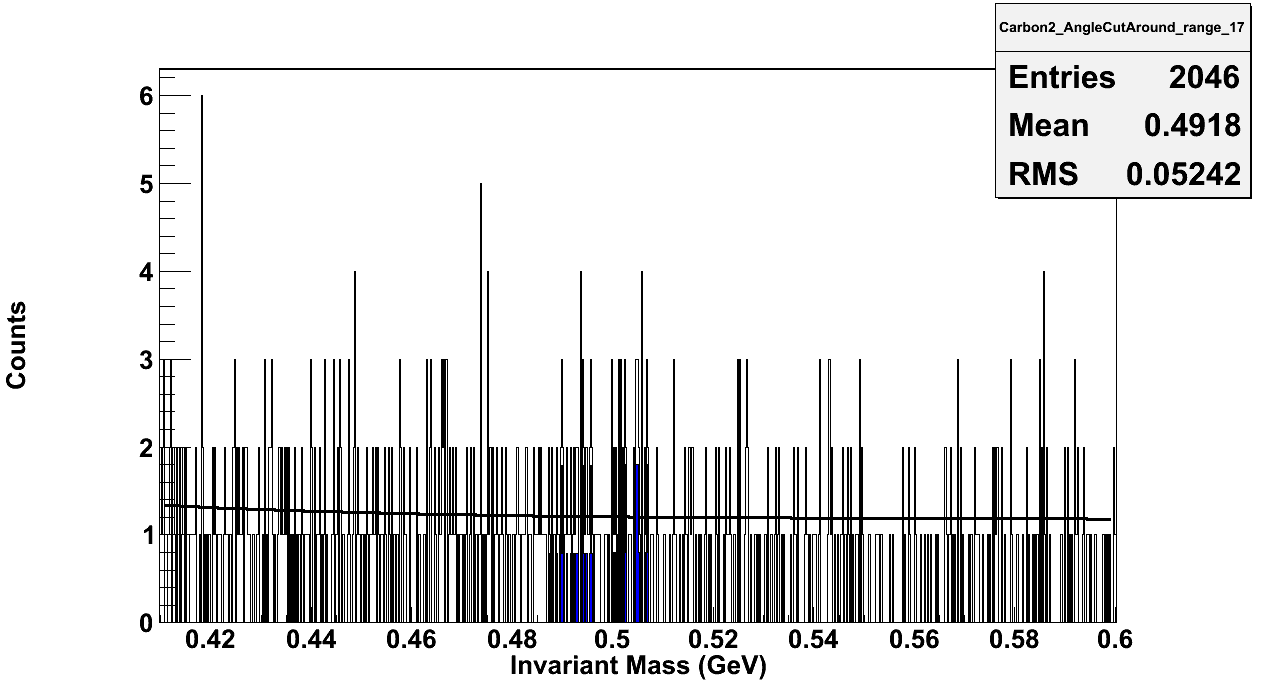 Carbon2_AngleCutAround_range_17
Entries 2046
Mean 0.4918
RMS 0.05242
6
5
4
3
2
1
0
Counts
0.42 0.44 0.46 0.48 0.5 0.52 0.54 0.56 0.58 0.6
Invariant Mass (GeV)